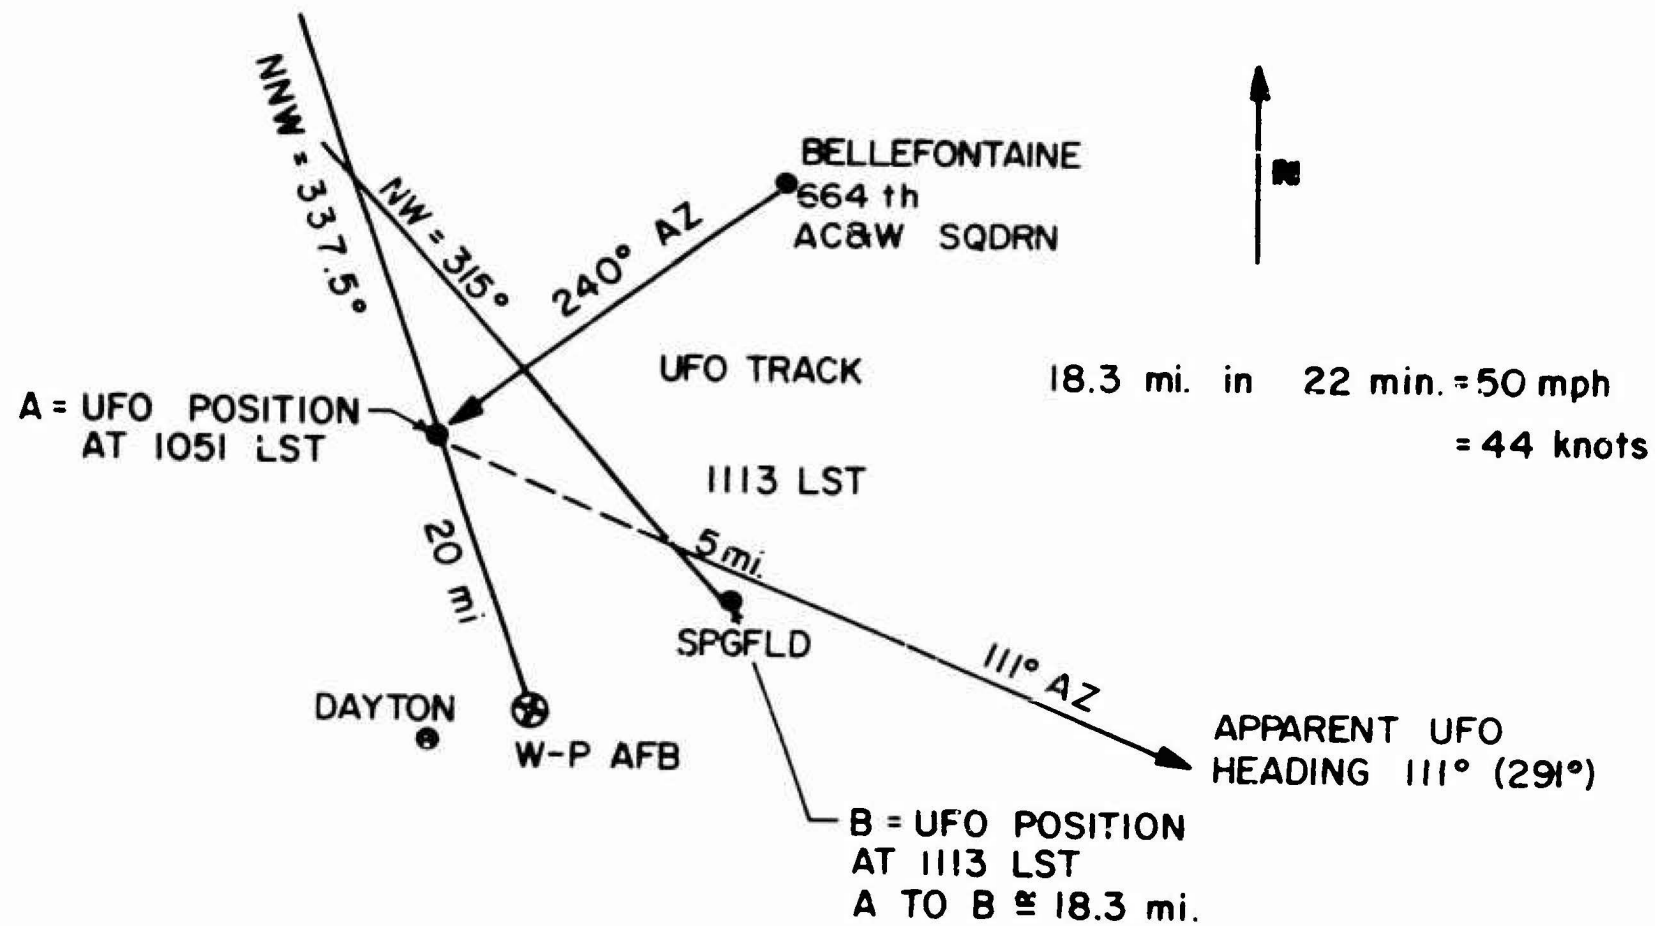 NNW = 337.5°
NW = 315°
BELLEFONTAINE
664 th
AC&W SQDRN
N
240° AZ
UFO TRACK
18.3 mi. in 22 min. = 50 mph
= 44 knots
A = UFO POSITION
AT 1051 LST
1113 LST
20 mi
5 mi.
SPGFLD
111° AZ
DAYTON
W-P AFB
APPARENT UFO
HEADING 111° (291°)
B = UFO POSITION
AT 1113 LST
A TO B ≅ 18.3 mi.